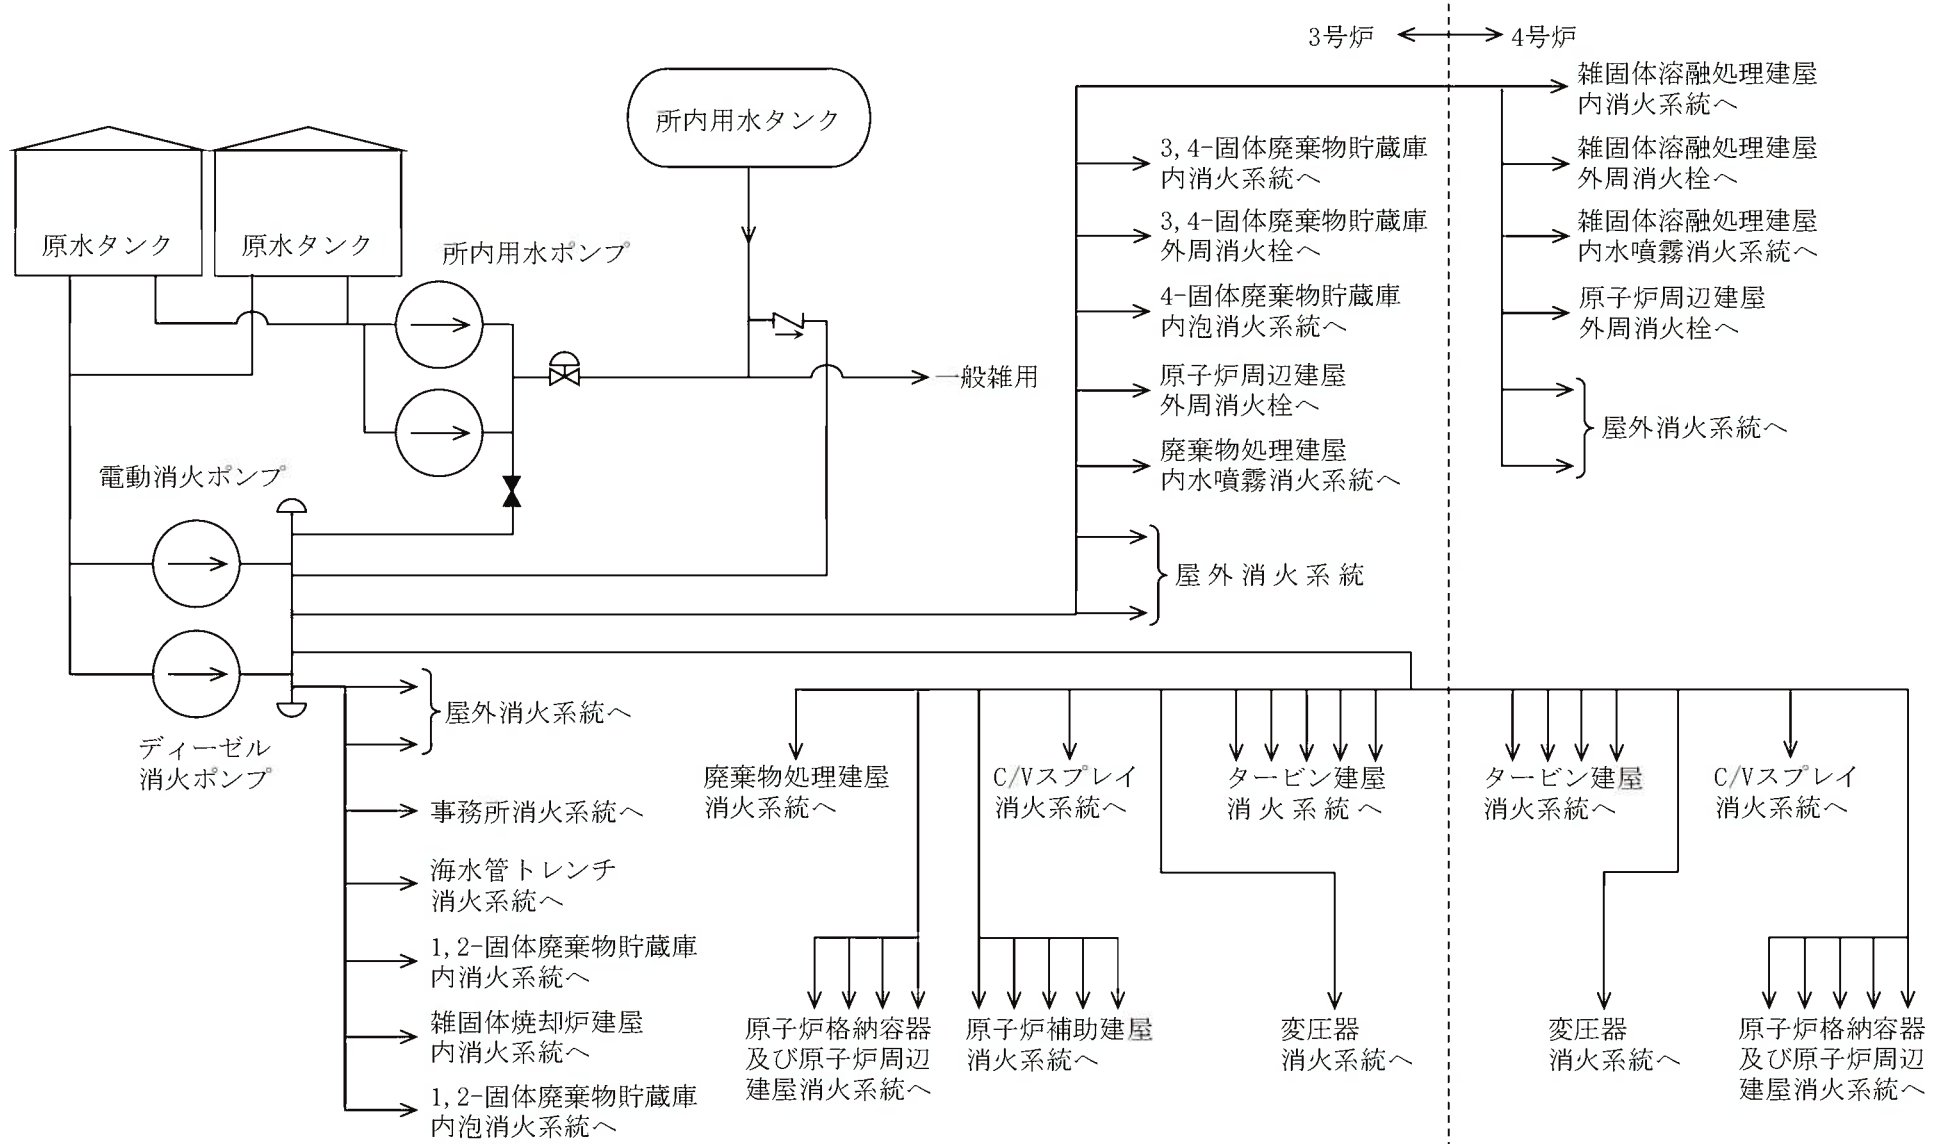 3号炉
4号炉
所内用水タンク
原水タンク
原水タンク
所内用水ポンプ
一般雑用
電動消火ポンプ
ディーゼル
消火ポンプ
3,4-固体廃棄物貯蔵庫
内消火系統へ
3,4-固体廃棄物貯蔵庫
外周消火栓へ
4-固体廃棄物貯蔵庫
内泡消火系統へ
原子炉周辺建屋
外周消火栓へ
廃棄物処理建屋
内水噴霧消火系統へ
屋外消火系統
雑固体溶融処理建屋
内消火系統へ
雑固体溶融処理建屋
外周消火栓へ
雑固体溶融処理建屋
内水噴霧消火系統へ
原子炉周辺建屋
外周消火栓へ
屋外消火系統へ
屋外消火系統へ
事務所消火系統へ
海水管トレンチ
消火系統へ
1,2-固体廃棄物貯蔵庫
内消火系統へ
雑固体焼却炉建屋
内消火系統へ
1,2-固体廃棄物貯蔵庫
内泡消火系統へ
廃棄物処理建屋
消火系統へ
C/Vスプレイ
消火系統へ
タービン建屋
消火系統へ
タービン建屋
消火系統へ
C/Vスプレイ
消火系統へ
原子炉格納容器
及び原子炉周辺
建屋消火系統へ
原子炉補助建屋
消火系統へ
変圧器
消火系統へ
変圧器
消火系統へ
原子炉格納容器
及び原子炉周辺
建屋消火系統へ